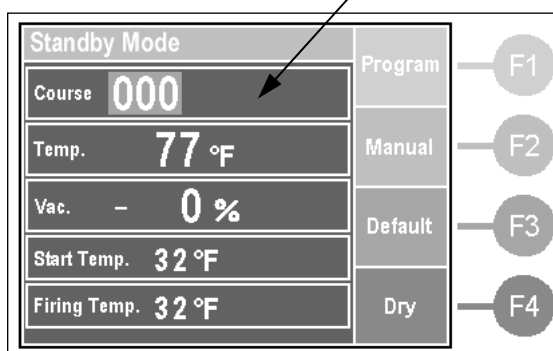 Standby Mode
Course 000
Temp. 77 °F
Vac. – 0 %
Start Temp. 32 °F
Firing Temp. 32 °F
Program F1
Manual F2
Default F3
Dry F4